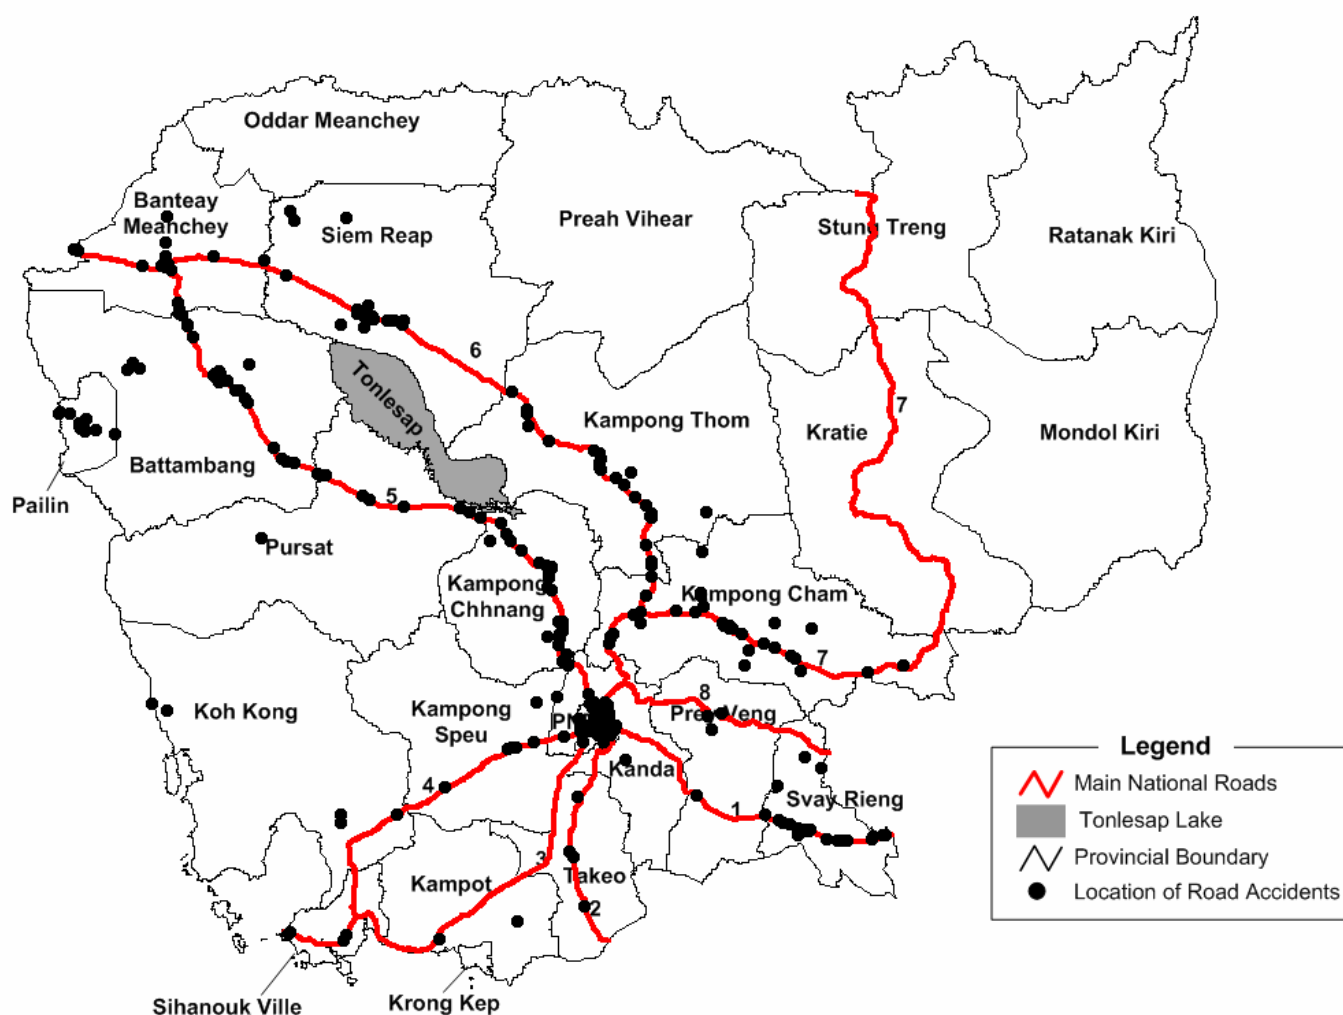 Oddar Meanchey
Banteay
Meanchey
Siem Reap
Preah Vihear
Stung Treng
Ratanak Kiri
6
Tonlesap
7
Kampong Thom
Kratie
Mondol Kiri
Battambang
Pailin
5
Pursat
Kampong
Chhnang
Kampong Cham
7
Koh Kong
Kampong
Speu
8
Prey Veng
Kanda
4
1
Svay Rieng
3
Kampot
Takeo
2
Sihanouk Ville
Krong Kep
Legend
Main National Roads
Tonlesap Lake
Provincial Boundary
Location of Road Accidents